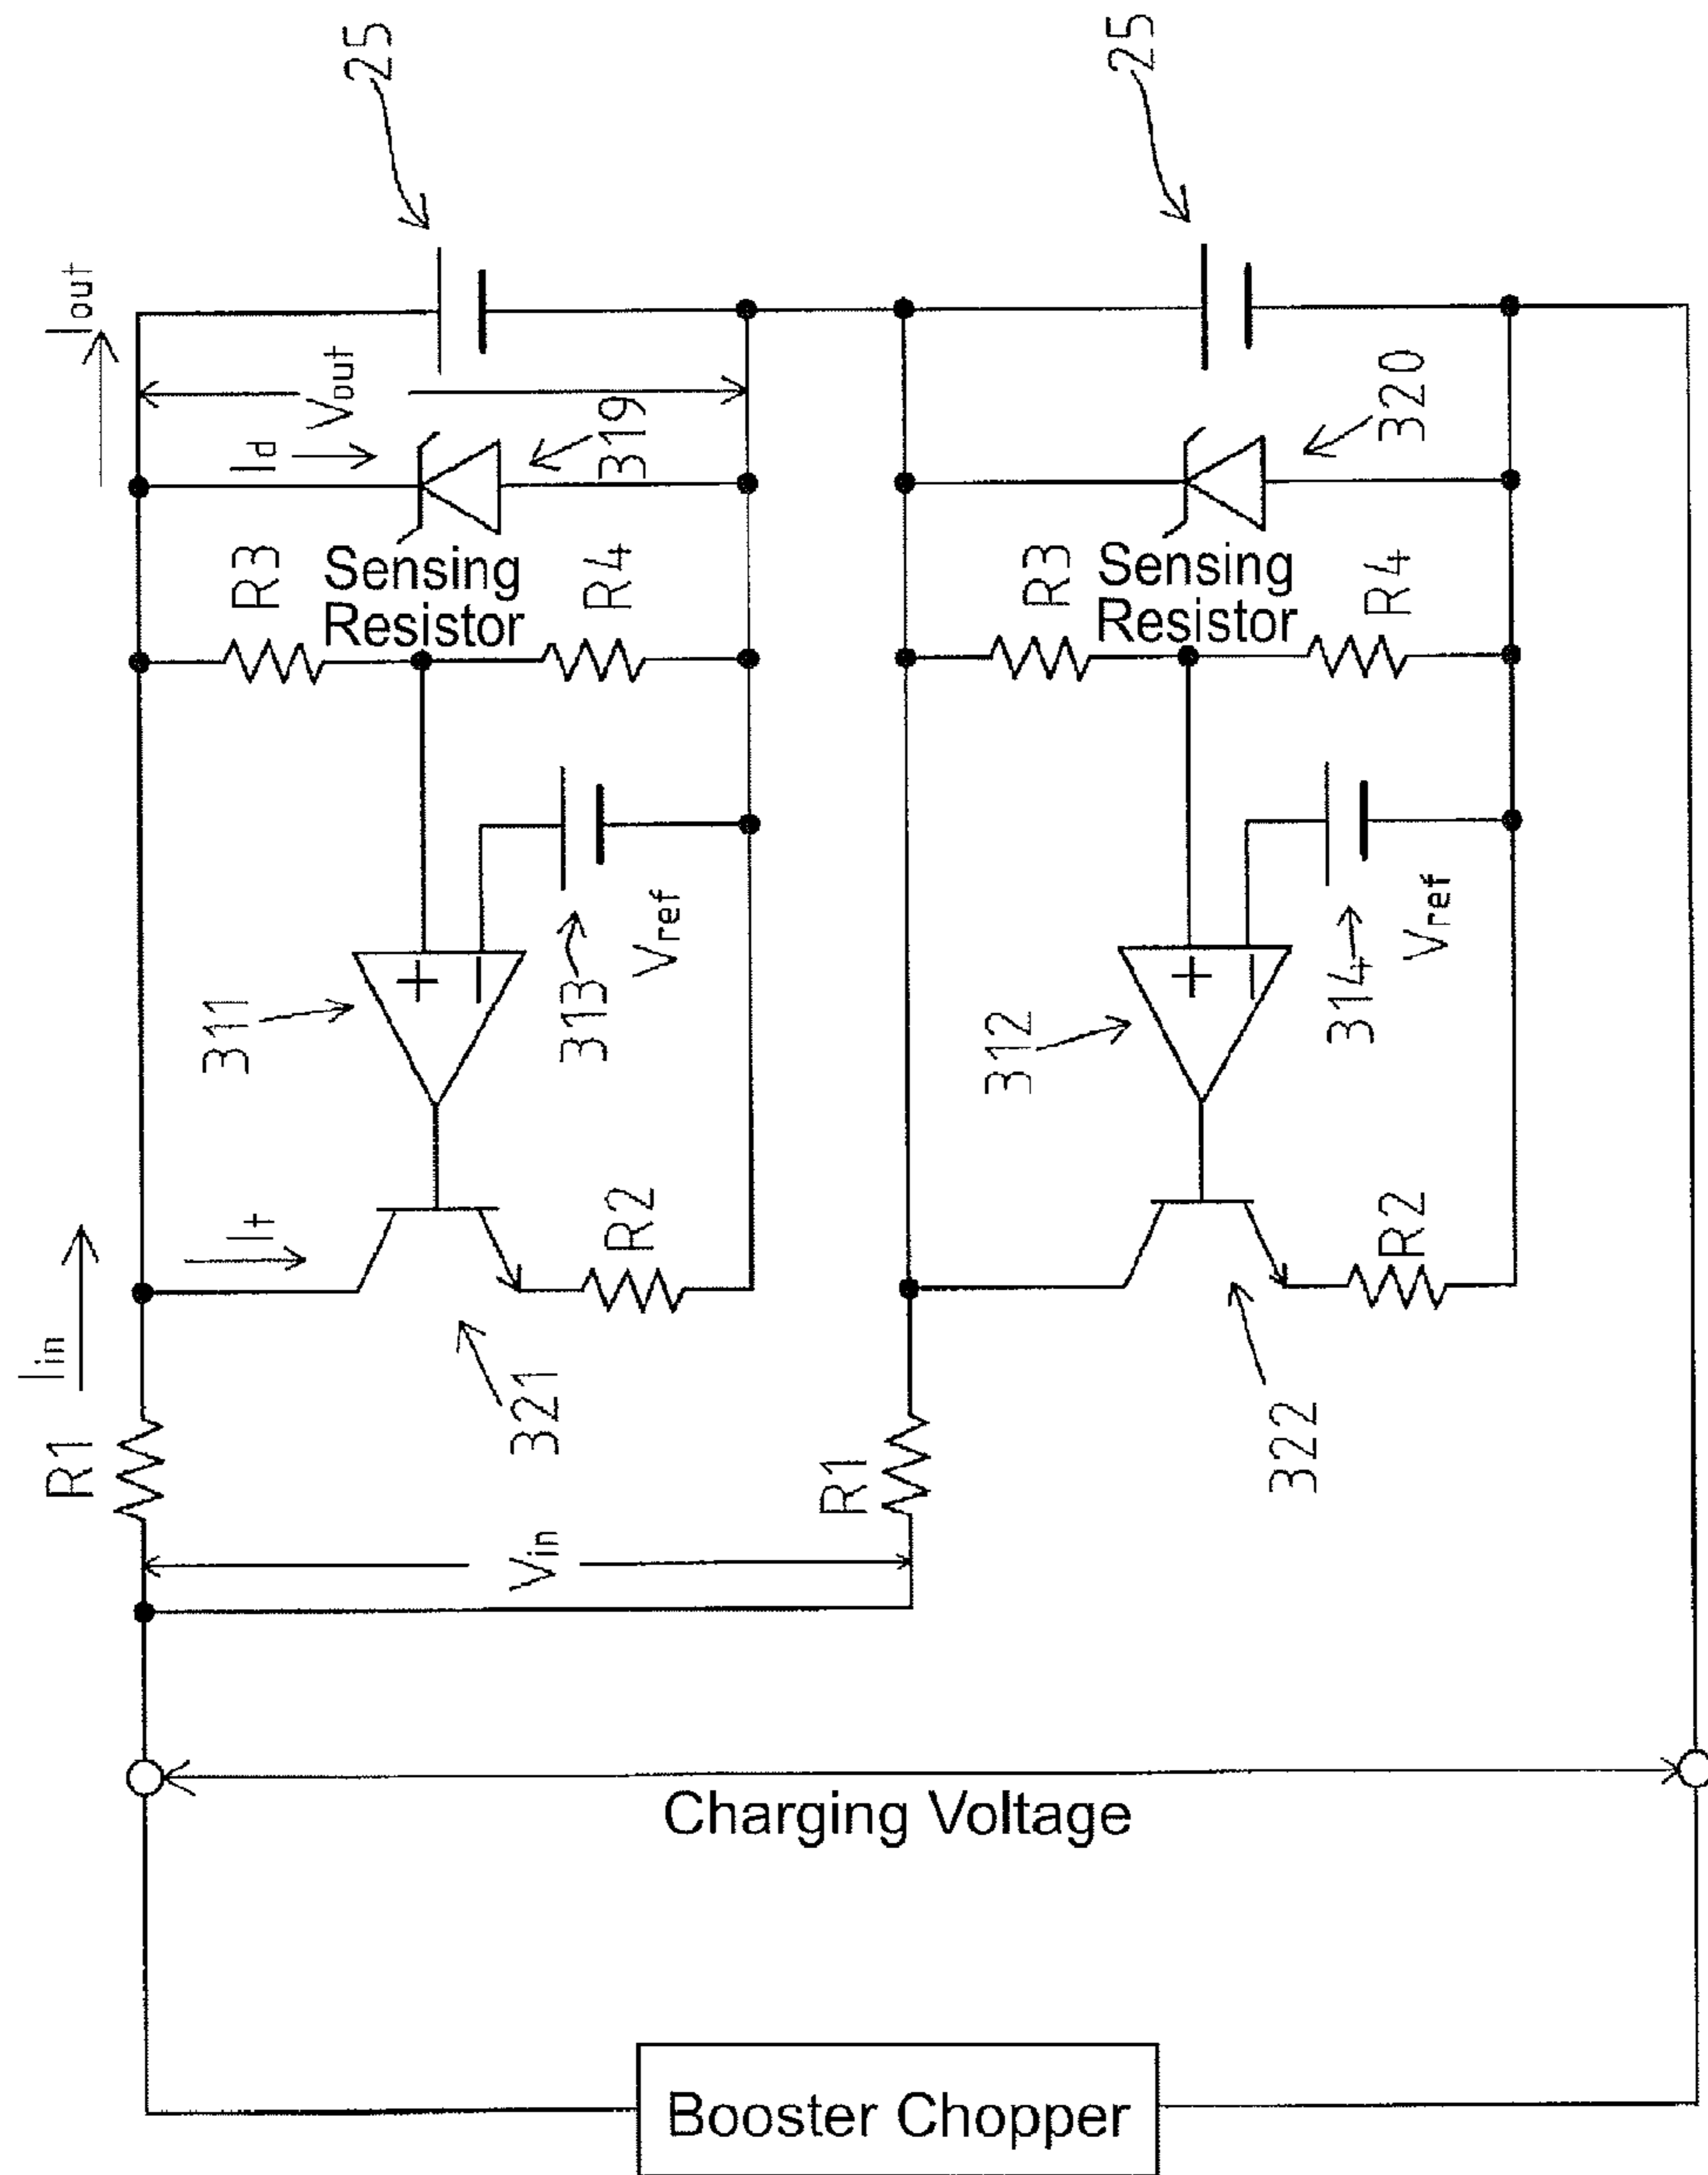 25
25
Iout
Vout
Id
319
320
R3
Sensing
Resistor
R4
R3
Sensing
Resistor
R4
311
313
Vref
312
314
Vref
It
R2
R2
Iin
321
322
R1
R1
Vin
+
−
+
−
Charging Voltage
Booster Chopper